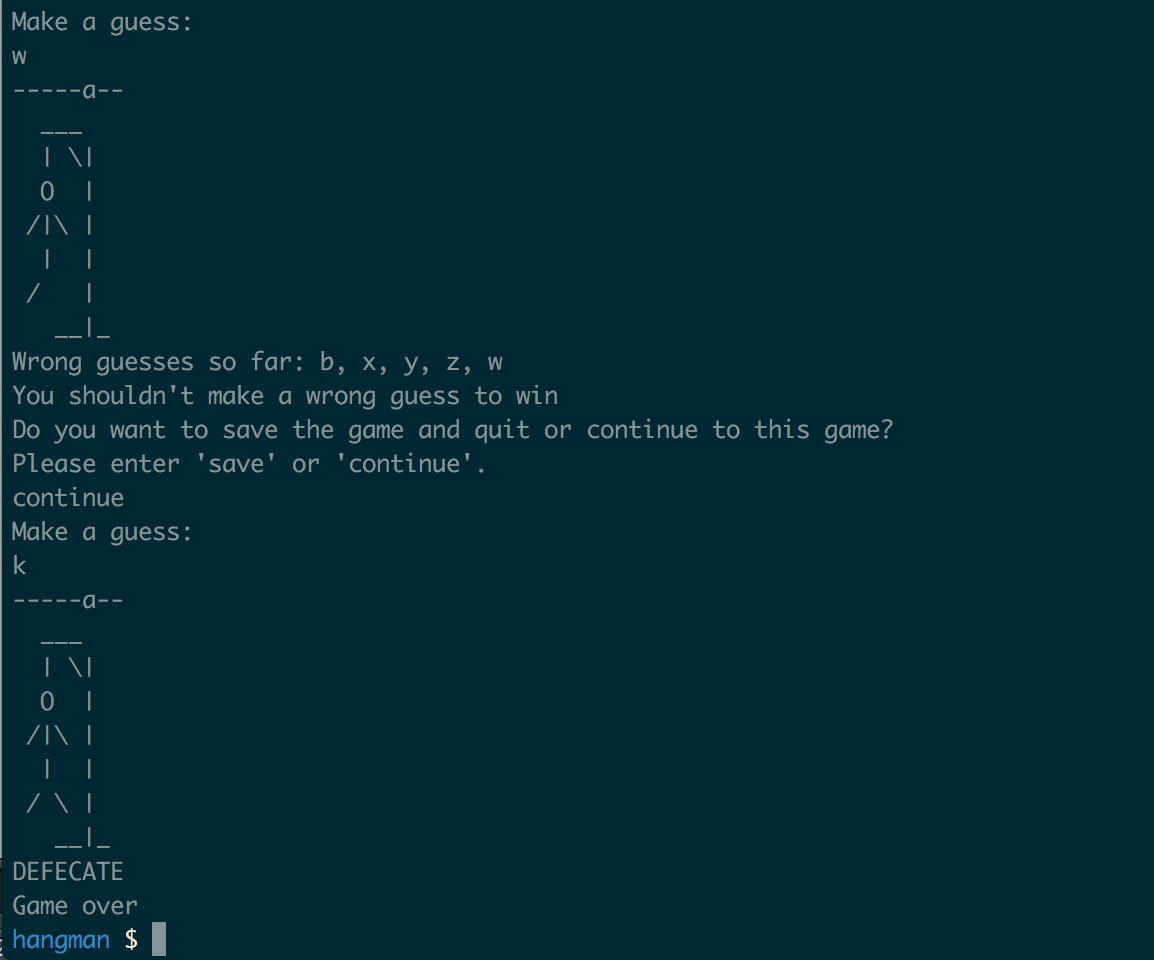 Make a guess:
w
-----a--
  ___
  | \|
  O  |
 /|\ |
  |  |
 /   |
   __|_
Wrong guesses so far: b, x, y, z, w
You shouldn't make a wrong guess to win
Do you want to save the game and quit or continue to this game?
Please enter 'save' or 'continue'.
continue
Make a guess:
k
-----a--
  ___
  | \|
  O  |
 /|\ |
  |  |
 / \ |
   __|_
DEFECATE
Game over
hangman $